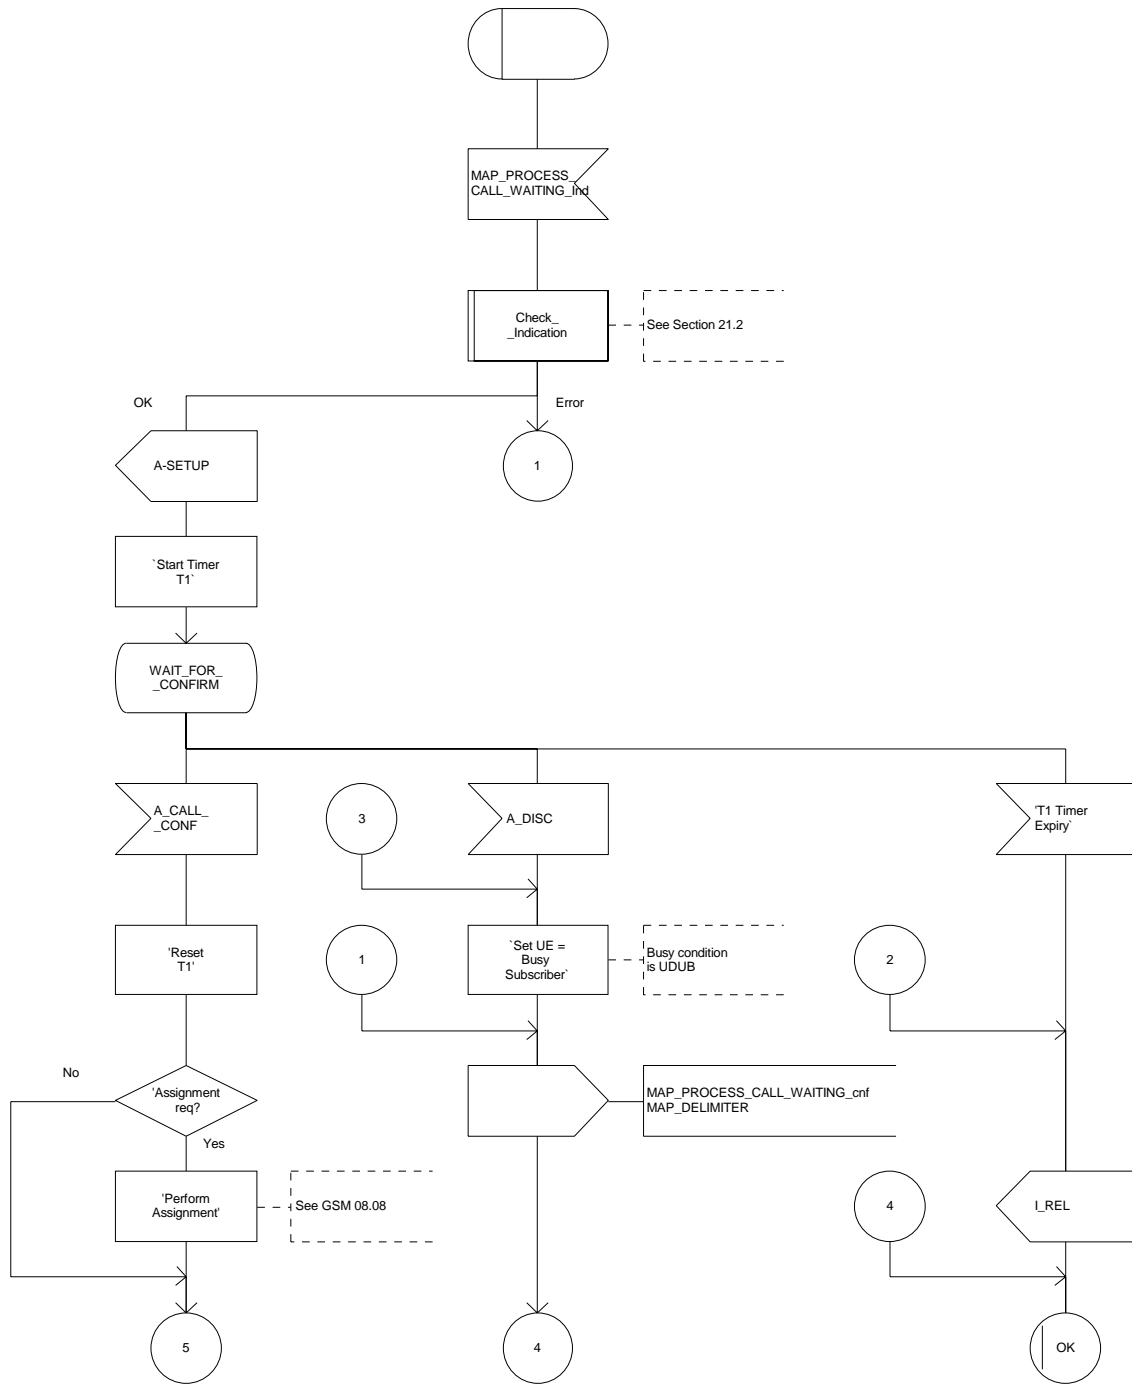 MAP_PROCESS_
CALL_WAITING_Ind
Check_
_Indication
See Section 21.2
OK
Error
A-SETUP
1
`Start Timer
T1`
WAIT_FOR_
_CONFIRM
A_CALL_
_CONF
3
A_DISC
'T1 Timer
Expiry`
'Reset
T1'
1
`Set UE =
Busy
Subscriber`
Busy condition
is UDUB
2
No
'Assignment
req?
Yes
MAP_PROCESS_CALL_WAITING_cnf
MAP_DELIMITER
'Perform
Assignment'
See GSM 08.08
4
I_REL
5
4
OK